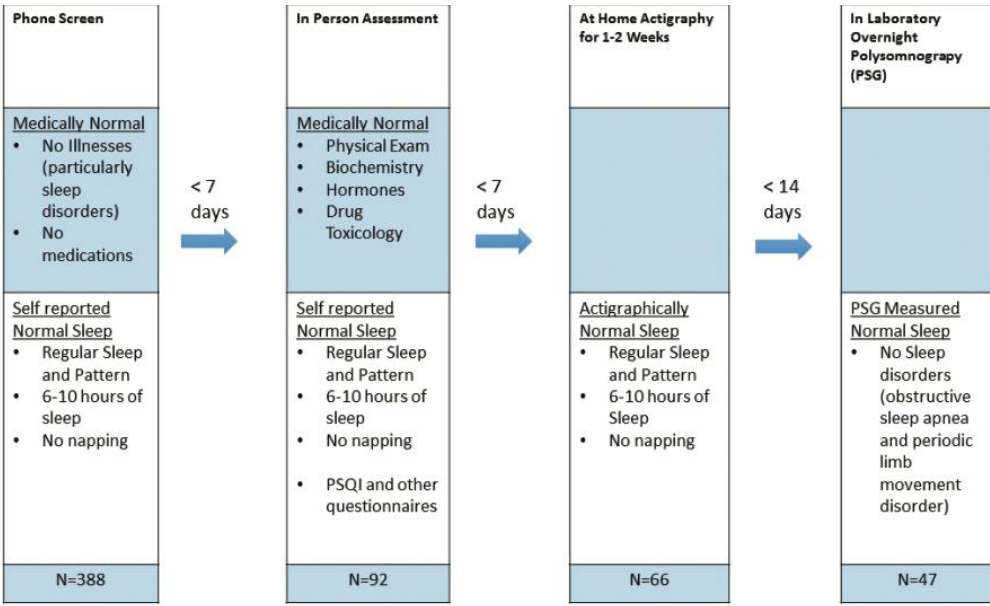 Phone Screen
Medically Normal
• No Illnesses
(particularly
sleep
disorders)
• No
medications
Self reported
Normal Sleep
• Regular Sleep
and Pattern
• 6-10 hours of
sleep
• No napping
N=388
< 7
days
In Person Assessment
Medically Normal
• Physical Exam
• Biochemistry
• Hormones
• Drug
Toxicology
Self reported
Normal Sleep
• Regular Sleep
and Pattern
• 6-10 hours of
sleep
• No napping
• PSQI and other
questionnaires
N=92
< 7
days
At Home Actigraphy
for 1-2 Weeks
Actigraphically
Normal Sleep
• Regular Sleep
and Pattern
• 6-10 hours of
Sleep
• No napping
N=66
< 14
days
In Laboratory
Overnight
Polysomnograpy
(PSG)
PSG Measured
Normal Sleep
• No Sleep
disorders
(obstructive
sleep apnea
and periodic
limb
movement
disorder)
N=47